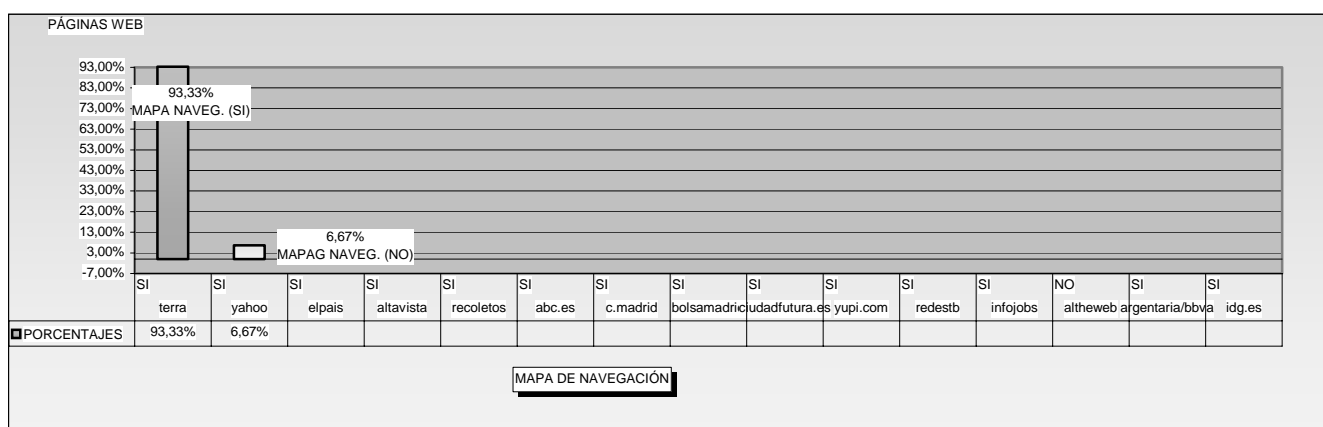 PÁGINAS WEB
93,00%
83,00%
73,00%
63,00%
53,00%
43,00%
33,00%
23,00%
13,00%
3,00%
-7,00%
93,33%
MAPA NAVEG. (SI)
6,67%
MAPAG NAVEG. (NO)
SI SI SI SI SI SI SI SI SI SI SI SI NO SI SI
terra yahoo elpais altavista recoletos abc.es c.madrid bolsamadri ciudadfutura.es yupi.com redestb infojobs altheweb argentaria/bbva idg.es
PORCENTAJES 93,33% 6,67%
MAPA DE NAVEGACIÓN